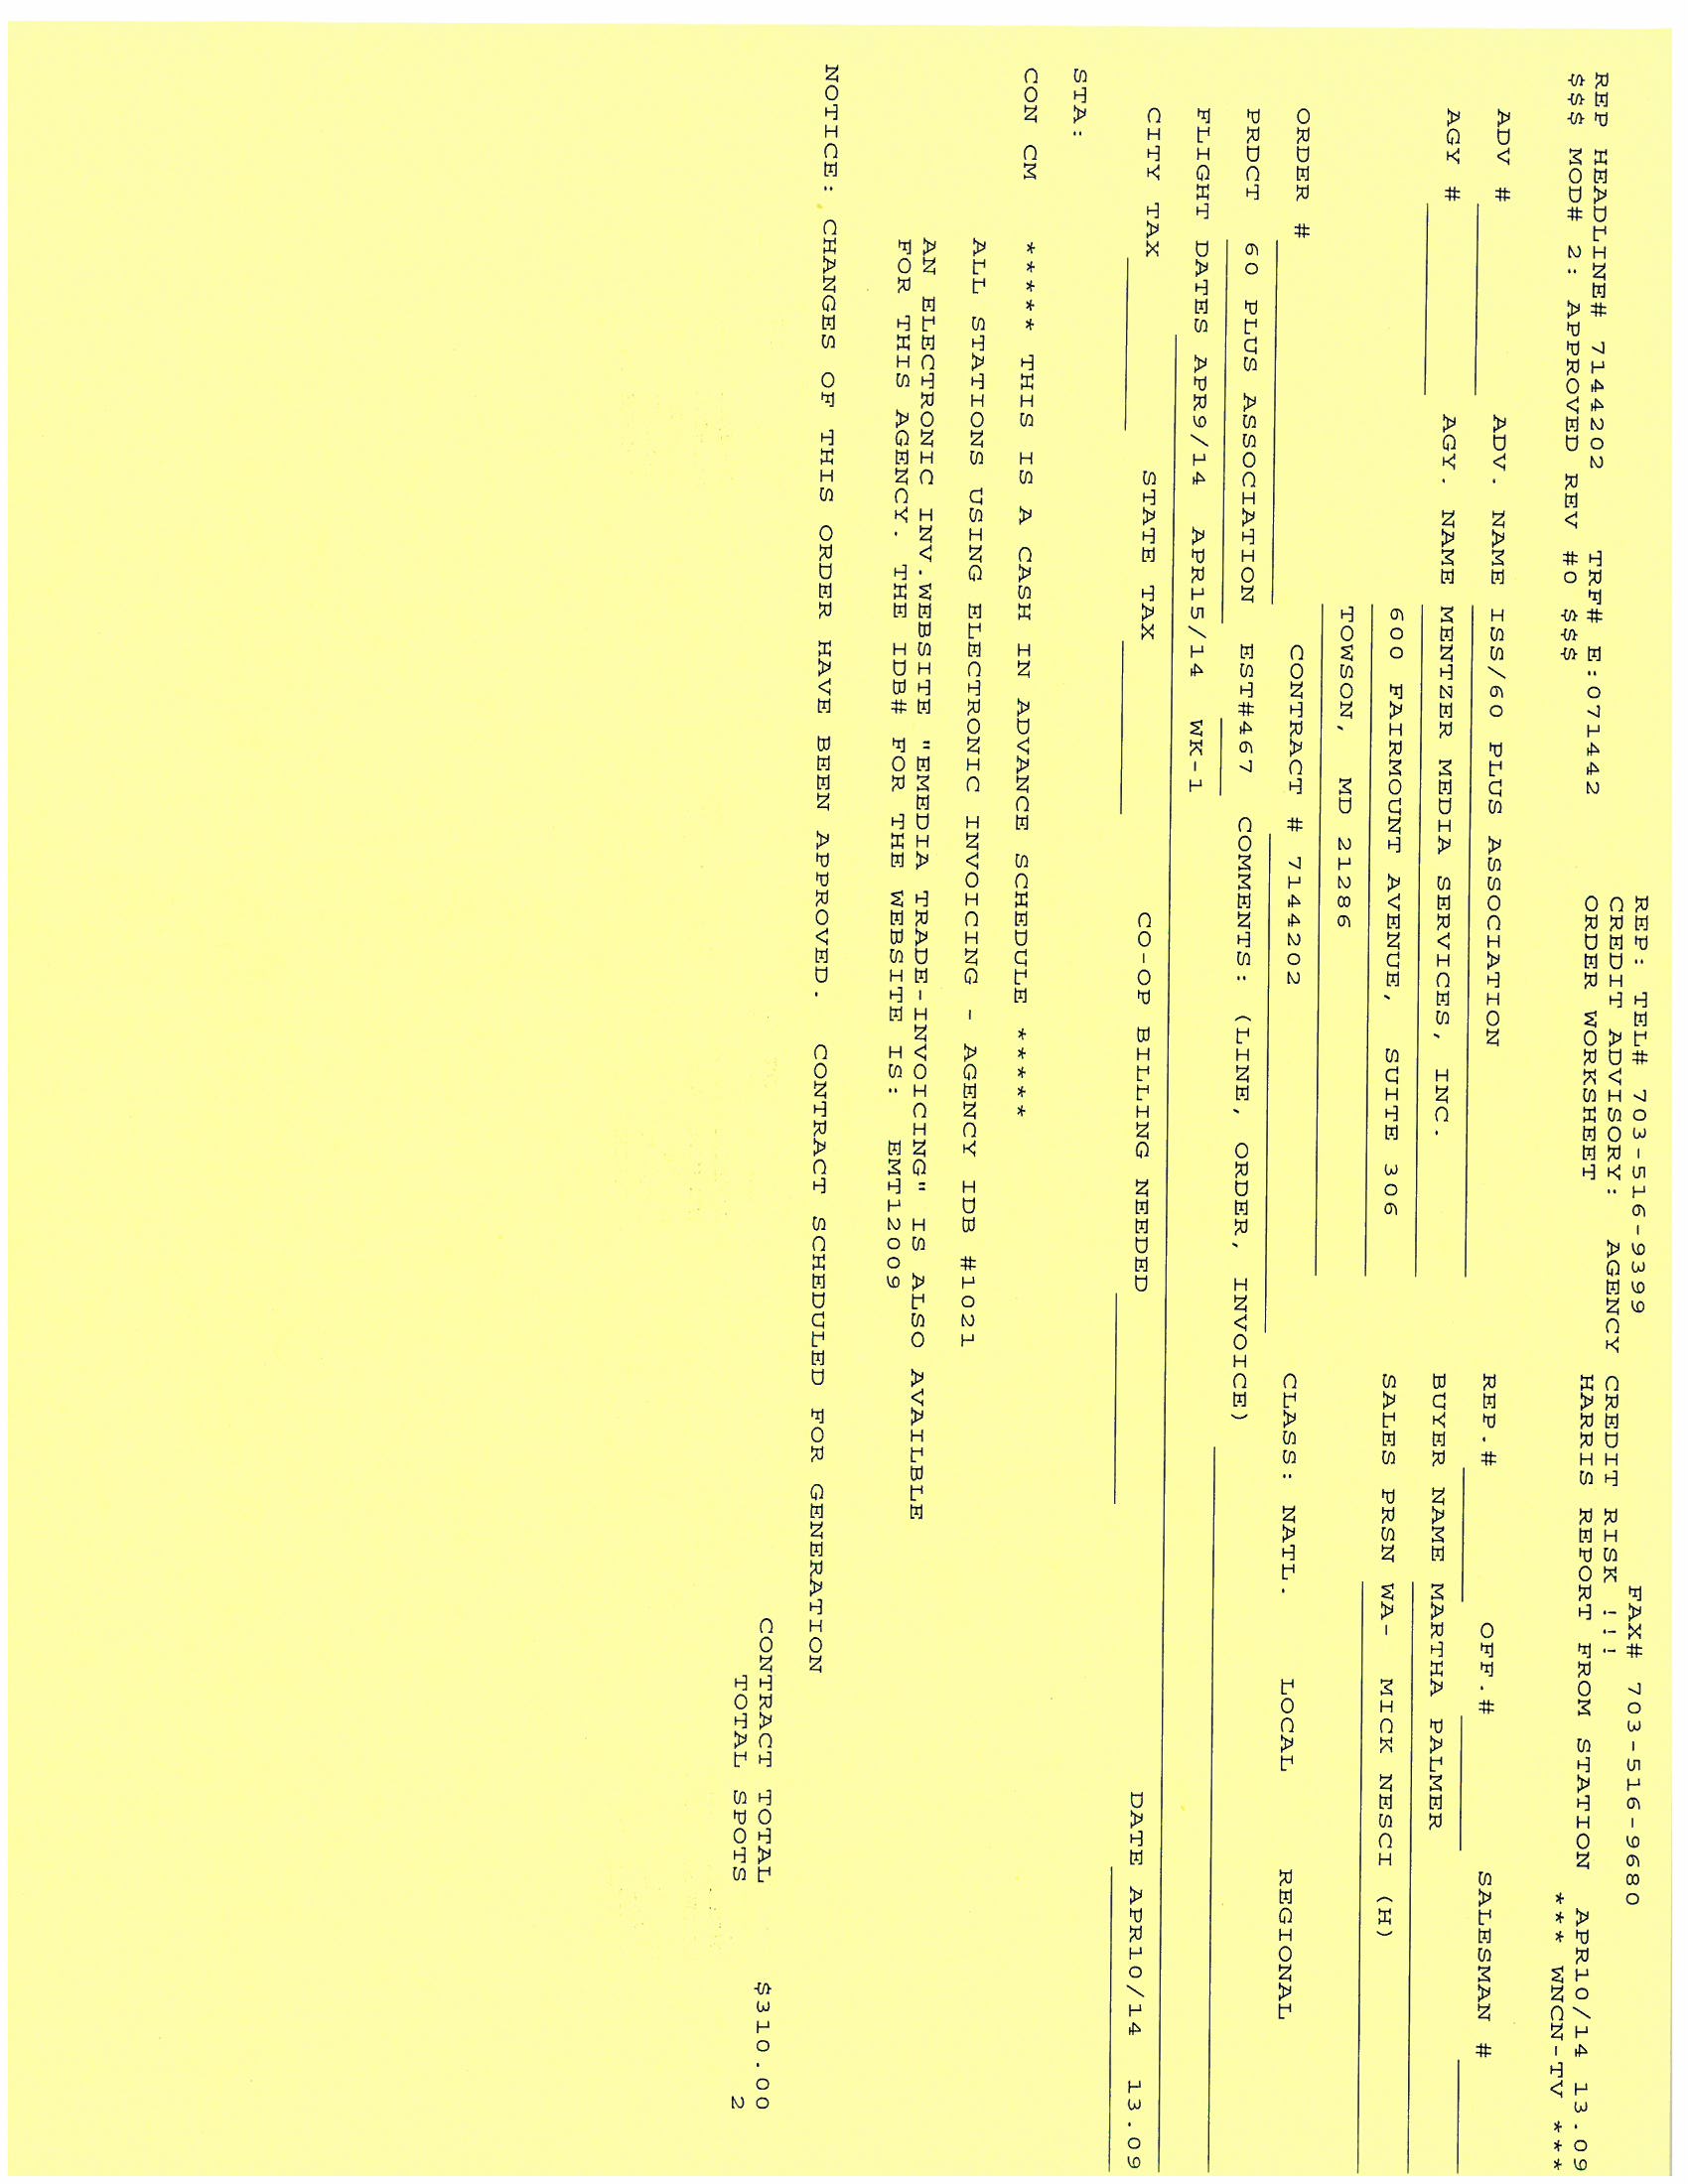 REP: TEL# 703-516-9399 FAX# 703-516-9680
CREDIT ADVISORY: AGENCY CREDIT RISK !!!
REP HEADLINE# 7144202 TRF# E:071442 ORDER WORKSHEET HARRIS REPORT FROM STATION APR10/14 13.09
$$$ MOD# 2: APPROVED REV #0 $$$ *** WNCN-TV ***
ADV # ADV. NAME ISS/60 PLUS ASSOCIATION REP.# OFF.# SALESMAN #
AGY # AGY. NAME MENTZER MEDIA SERVICES, INC. BUYER NAME MARTHA PALMER
600 FAIRMOUNT AVENUE, SUITE 306 SALES PRSN WA- MICK NESCI (H)
TOWSON, MD 21286
ORDER # CONTRACT # 7144202 CLASS: NATL. LOCAL REGIONAL
PRDCT 60 PLUS ASSOCIATION EST#467 COMMENTS: (LINE, ORDER, INVOICE)
FLIGHT DATES APR9/14 APR15/14 WK-1
CITY TAX STATE TAX CO-OP BILLING NEEDED DATE APR10/14 13.09
STA:
CON CM ***** THIS IS A CASH IN ADVANCE SCHEDULE *****
ALL STATIONS USING ELECTRONIC INVOICING - AGENCY IDB #1021
AN ELECTRONIC INV.WEBSITE "EMEDIA TRADE-INVOICING" IS ALSO AVAILBLE
FOR THIS AGENCY. THE IDB# FOR THE WEBSITE IS: EMT12009
NOTICE: CHANGES OF THIS ORDER HAVE BEEN APPROVED. CONTRACT SCHEDULED FOR GENERATION
CONTRACT TOTAL $310.00
TOTAL SPOTS 2